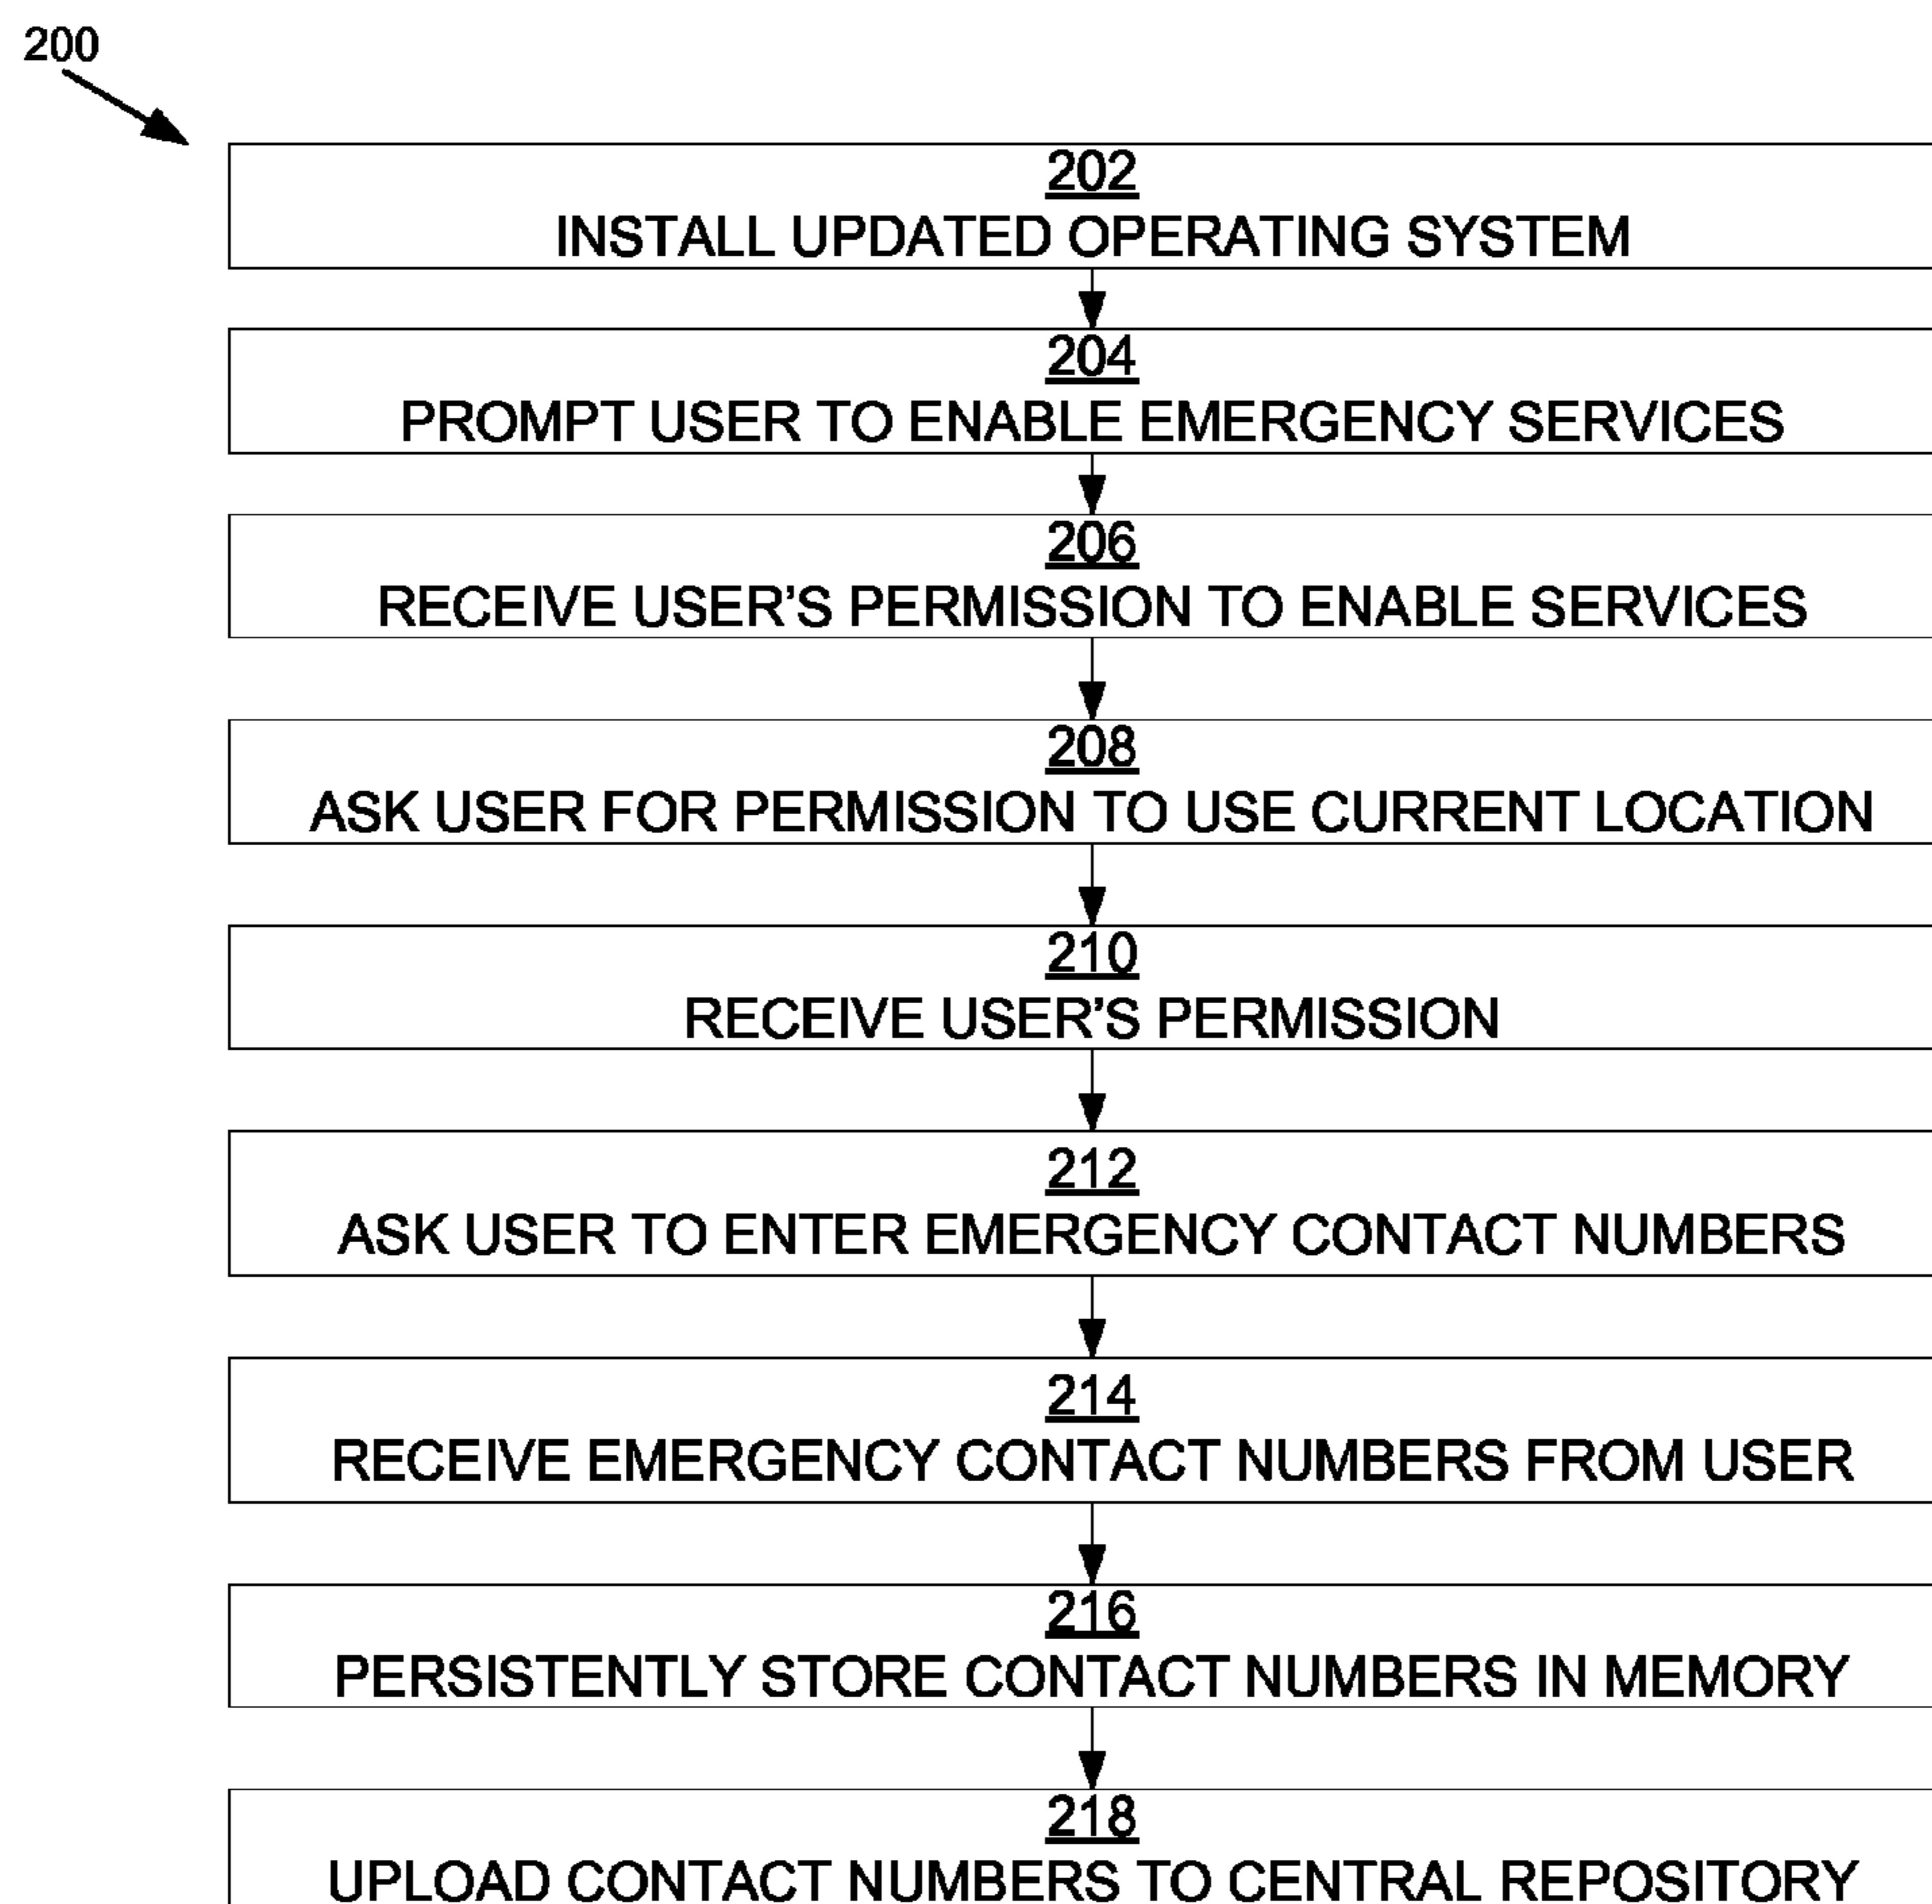 200
202
INSTALL UPDATED OPERATING SYSTEM
204
PROMPT USER TO ENABLE EMERGENCY SERVICES
206
RECEIVE USER'S PERMISSION TO ENABLE SERVICES
208
ASK USER FOR PERMISSION TO USE CURRENT LOCATION
210
RECEIVE USER'S PERMISSION
212
ASK USER TO ENTER EMERGENCY CONTACT NUMBERS
214
RECEIVE EMERGENCY CONTACT NUMBERS FROM USER
216
PERSISTENTLY STORE CONTACT NUMBERS IN MEMORY
218
UPLOAD CONTACT NUMBERS TO CENTRAL REPOSITORY